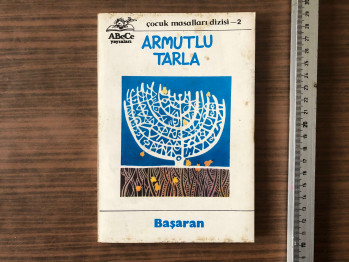 ABeCe
yayınları
çocuk masalları dizisi—2
ARMUTLU
TARLA
Başaran